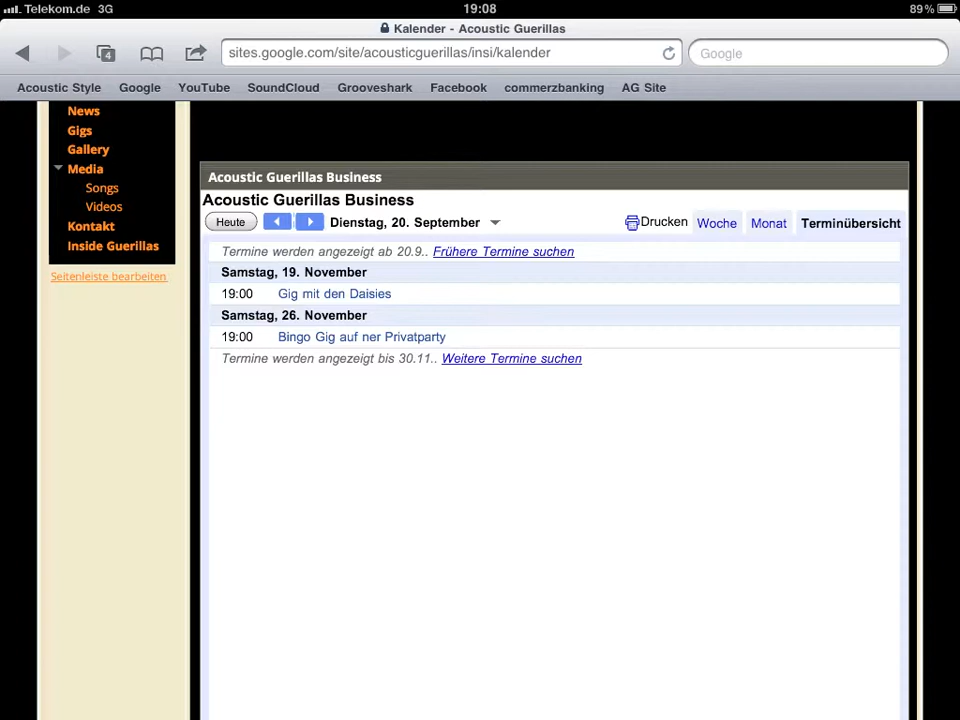 Telekom.de 3G 19:08 89%
Kalender - Acoustic Guerillas
4 sites.google.com/site/acousticguerillas/insi/kalender Google
Acoustic Style Google YouTube SoundCloud Grooveshark Facebook commerzbanking AG Site
News
Gigs
Gallery
Media
Songs
Videos
Kontakt
Inside Guerillas
Seitenleiste bearbeiten
Acoustic Guerillas Business
Acoustic Guerillas Business
Heute Dienstag, 20. September Drucken Woche Monat Terminübersicht
Termine werden angezeigt ab 20.9.. Frühere Termine suchen
Samstag, 19. November
19:00 Gig mit den Daisies
Samstag, 26. November
19:00 Bingo Gig auf ner Privatparty
Termine werden angezeigt bis 30.11.. Weitere Termine suchen